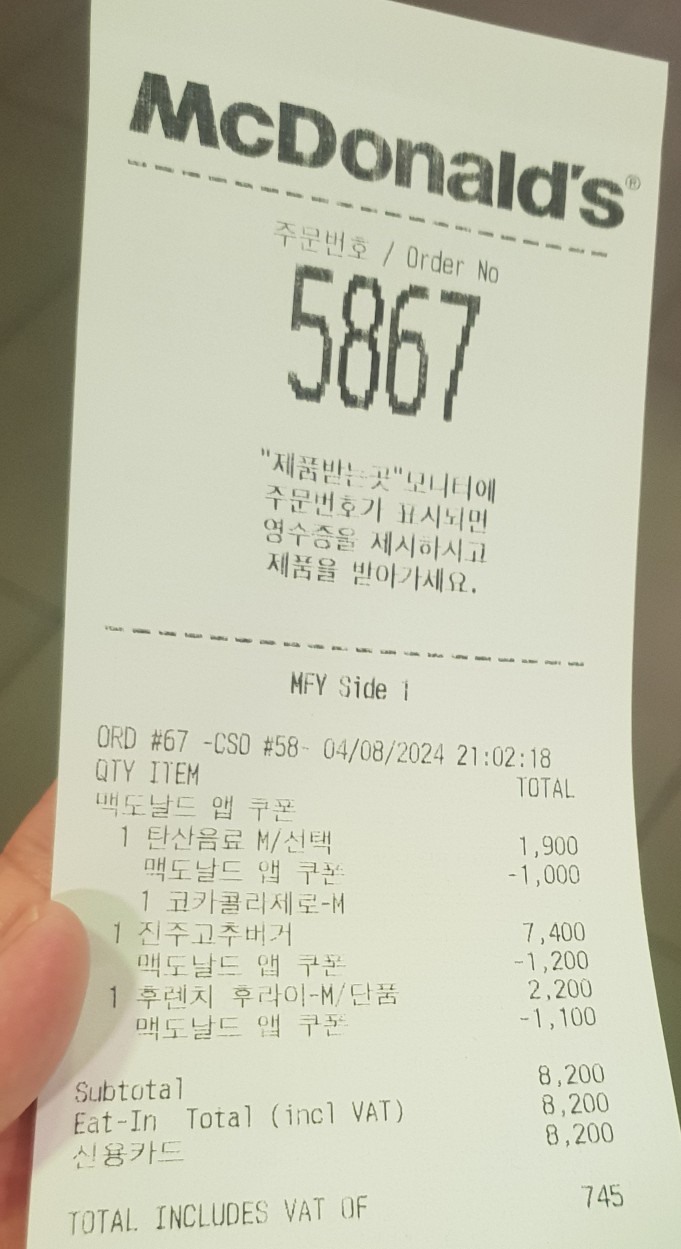 McDonald's®
주문번호 / Order No
5867
"제품받는곳"모니터에
주문번호가 표시되면
영수증을 제시하시고
제품을 받아가세요.
MFY Side 1
ORD #67 -CSO #58- 04/08/2024 21:02:18
QTY ITEM TOTAL
맥도날드 앱 쿠폰
1 탄산음료 M/선택 1,900
맥도날드 앱 쿠폰 -1,000
1 코카콜라제로-M
1 진주고추버거 7,400
맥도날드 앱 쿠폰 -1,200
1 후렌치 후라이-M/단품 2,200
맥도날드 앱 쿠폰 -1,100
Subtotal 8,200
Eat-In Total (incl VAT) 8,200
신용카드 8,200
TOTAL INCLUDES VAT OF 745